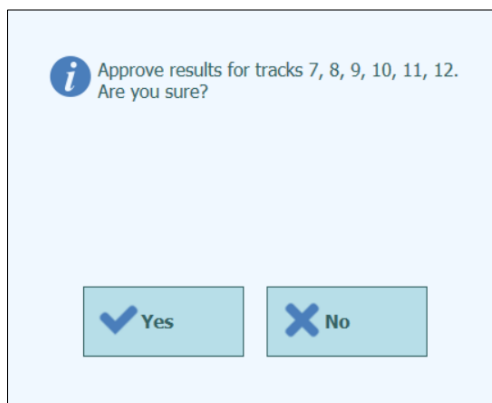 Approve results for tracks 7, 8, 9, 10, 11, 12.
Are you sure?
Yes
No